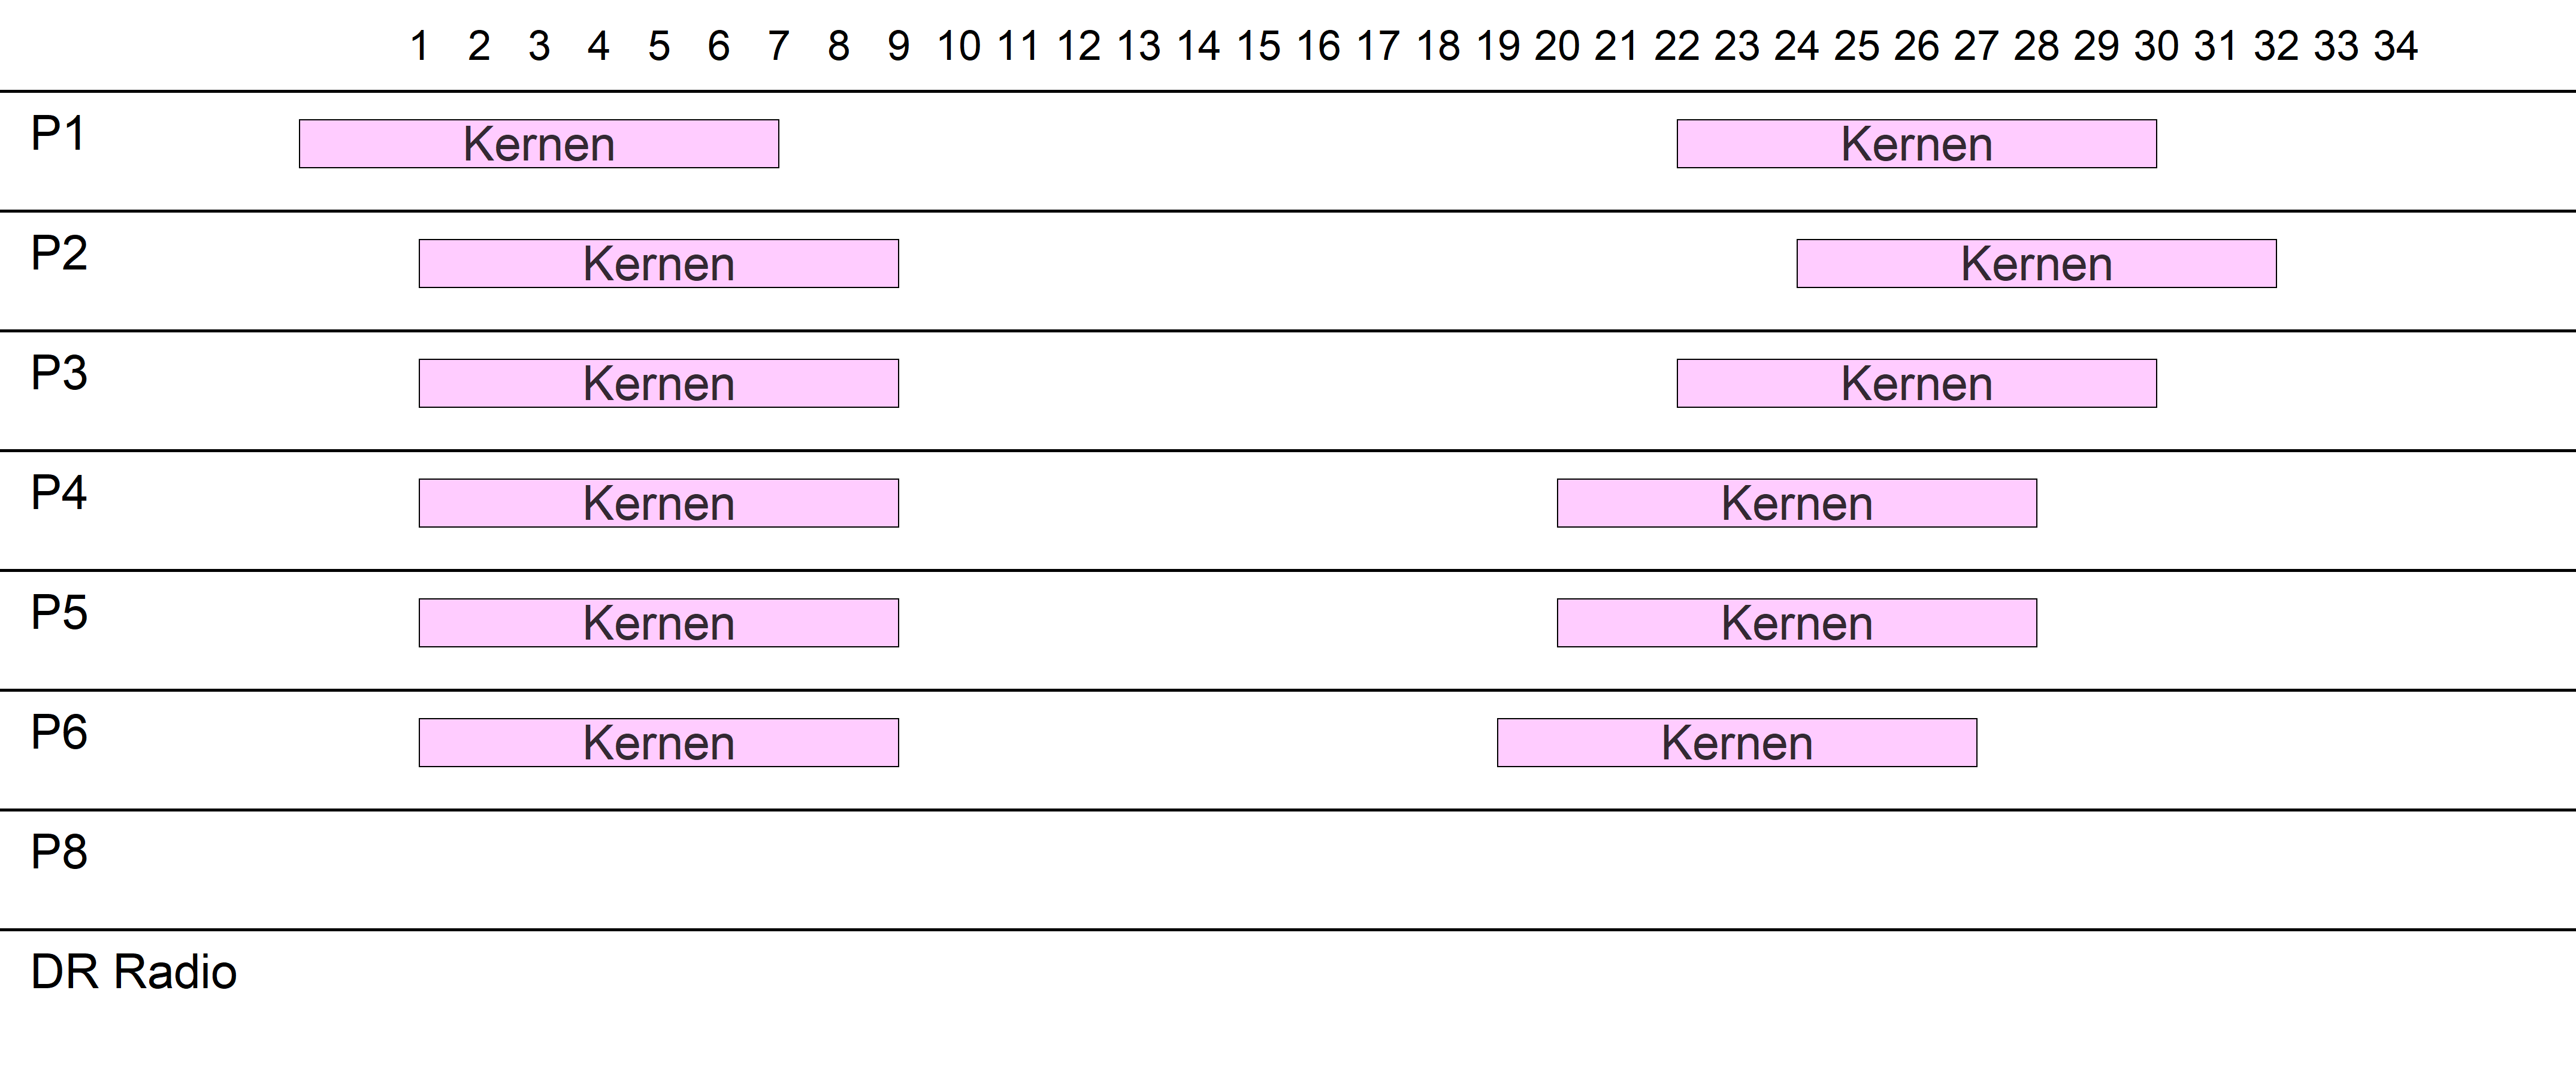 1 2 3 4 5 6 7 8 9 10 11 12 13 14 15 16 17 18 19 20 21 22 23 24 25 26 27 28 29 30 31 32 33 34
P1 Kernen Kernen
P2 Kernen Kernen
P3 Kernen Kernen
P4 Kernen Kernen
P5 Kernen Kernen
P6 Kernen Kernen
P8
DR Radio